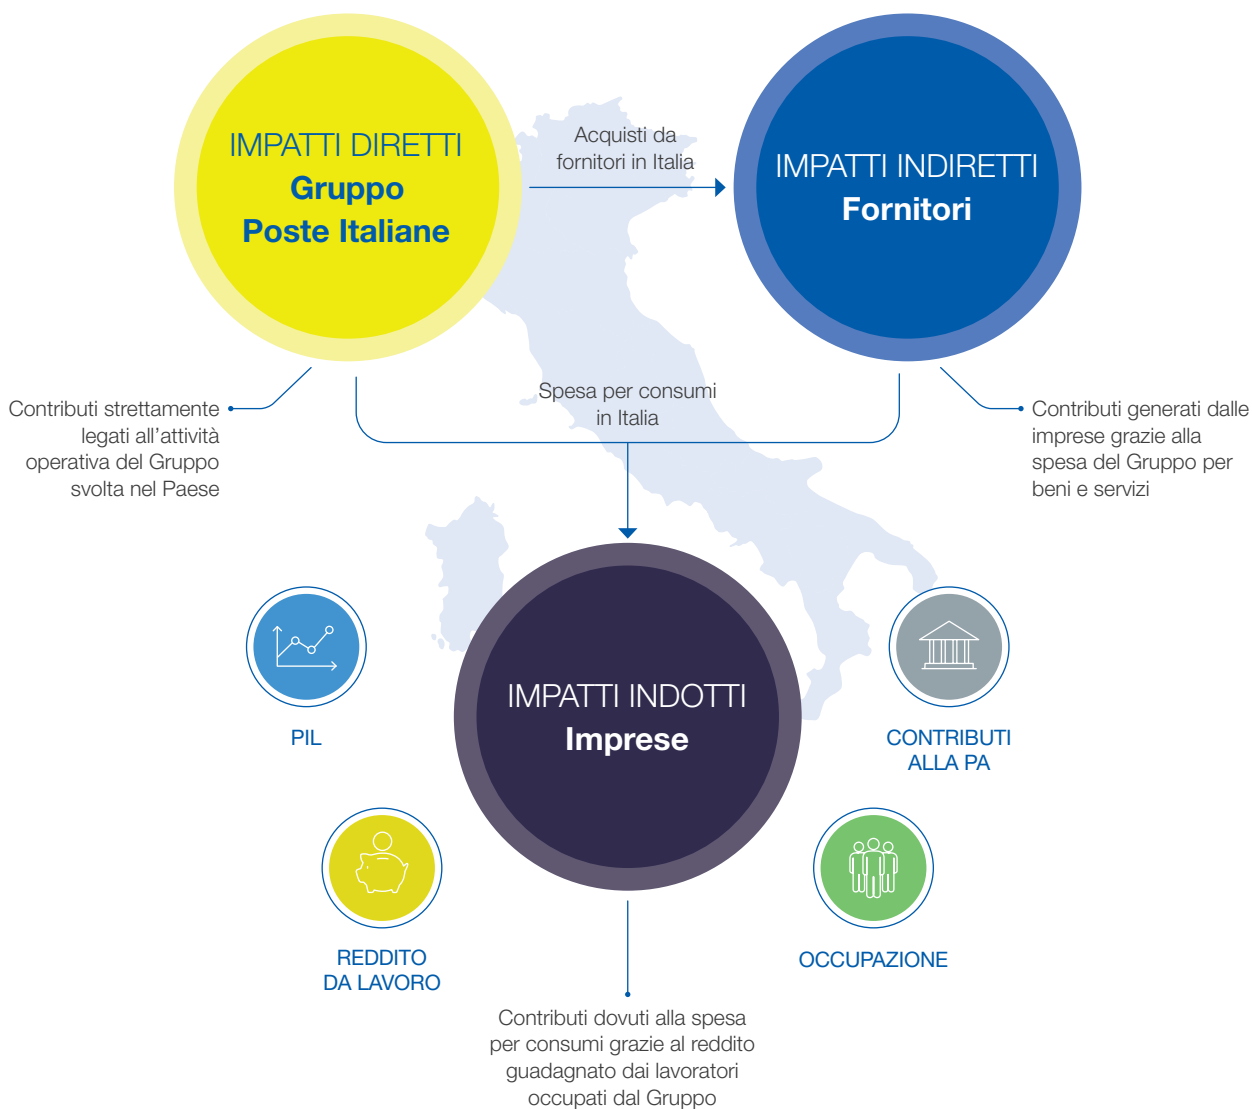 IMPATTI DIRETTI
Gruppo
Poste Italiane
Acquisti da
fornitori in Italia
IMPATTI INDIRETTI
Fornitori
Contributi strettamente
legati all’attività
operativa del Gruppo
svolta nel Paese
Spesa per consumi
in Italia
Contributi generati dalle
imprese grazie alla
spesa del Gruppo per
beni e servizi
IMPATTI INDOTTI
Imprese
PIL
CONTRIBUTI
ALLA PA
REDDITO
DA LAVORO
OCCUPAZIONE
Contributi dovuti alla spesa
per consumi grazie al reddito
guadagnato dai lavoratori
occupati dal Gruppo